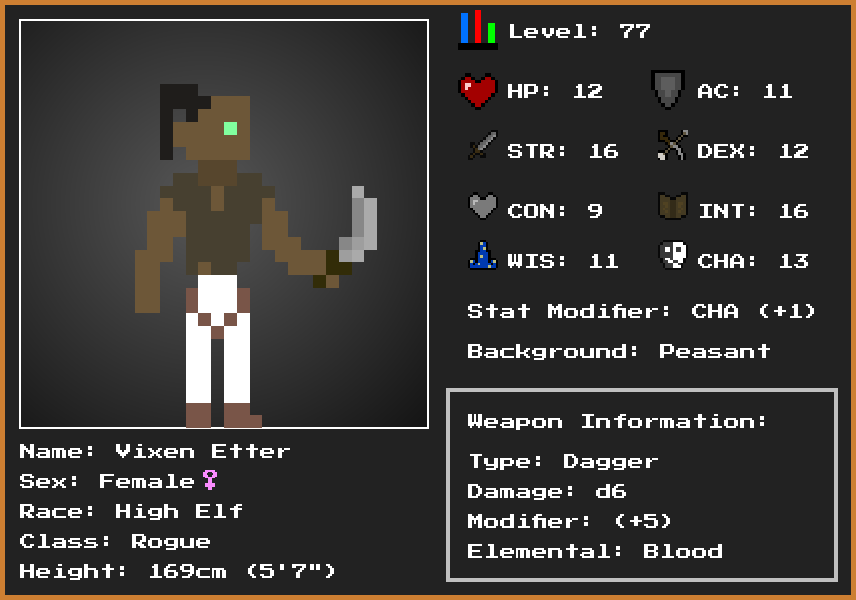 Level: 77
HP: 12
AC: 11
STR: 16
DEX: 12
CON: 9
INT: 16
WIS: 11
CHA: 13
Stat Modifier: CHA (+1)
Background: Peasant
Weapon Information:
Type: Dagger
Damage: d6
Modifier: (+5)
Elemental: Blood
Name: Vixen Etter
Sex: Female♀
Race: High Elf
Class: Rogue
Height: 169cm (5'7")